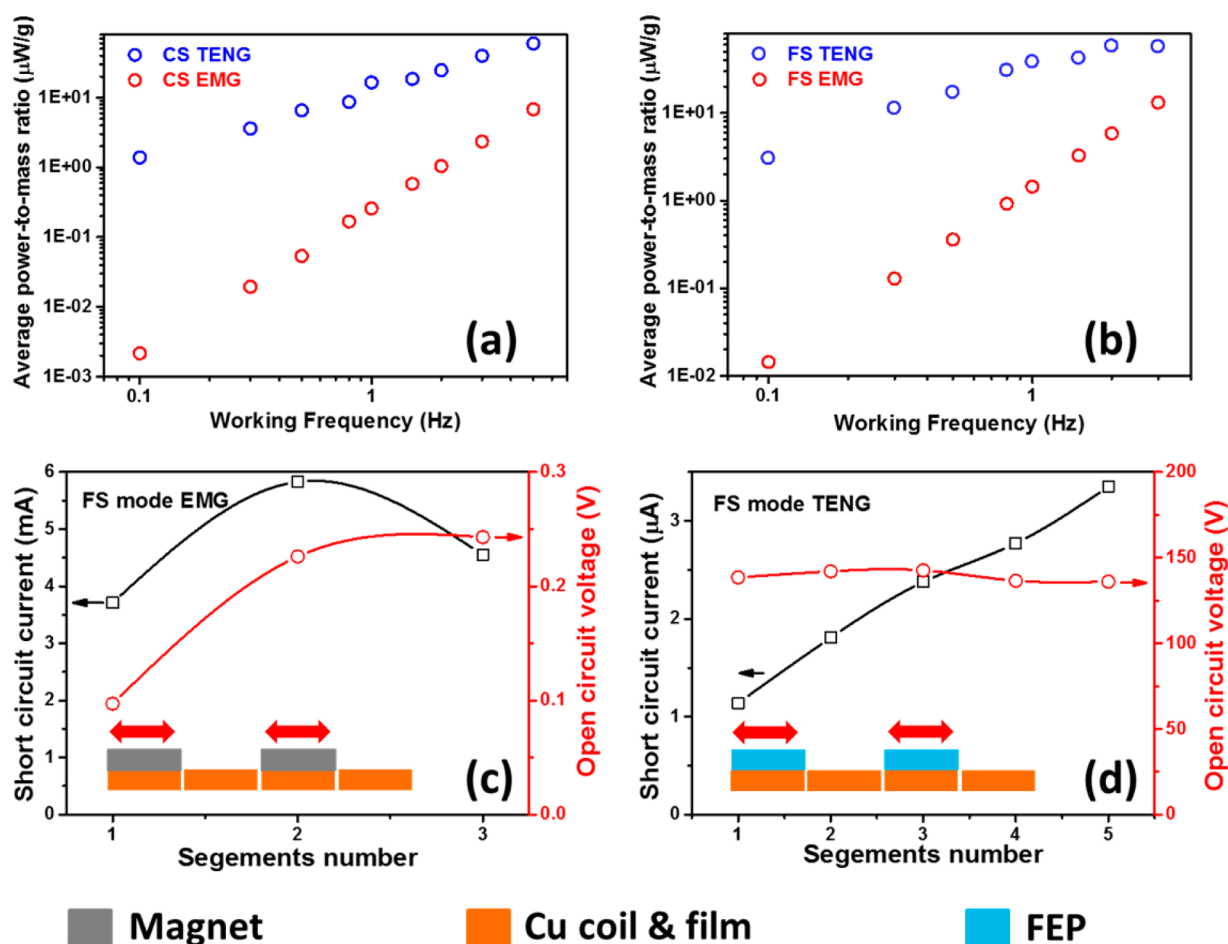 CS TENG
CS EMG
1E+01
1E+00
1E-01
1E-02
1E-03
0.1
1
Average power-to-mass ratio (μW/g)
Working Frequency (Hz)
(a)
FS TENG
FS EMG
1E+01
1E+00
1E-01
1E-02
0.1
1
Average power-to-mass ratio (μW/g)
Working Frequency (Hz)
(b)
FS mode EMG
6
5
4
3
2
1
0
Short circuit current (mA)
0.3
0.2
0.1
0.0
Open circuit voltage (V)
1
2
3
Segements number
(c)
FS mode TENG
3
2
1
0
Short circuit current (μA)
200
150
100
50
0
Open circuit voltage (V)
1
2
3
4
5
Segements number
(d)
Magnet
Cu coil & film
FEP